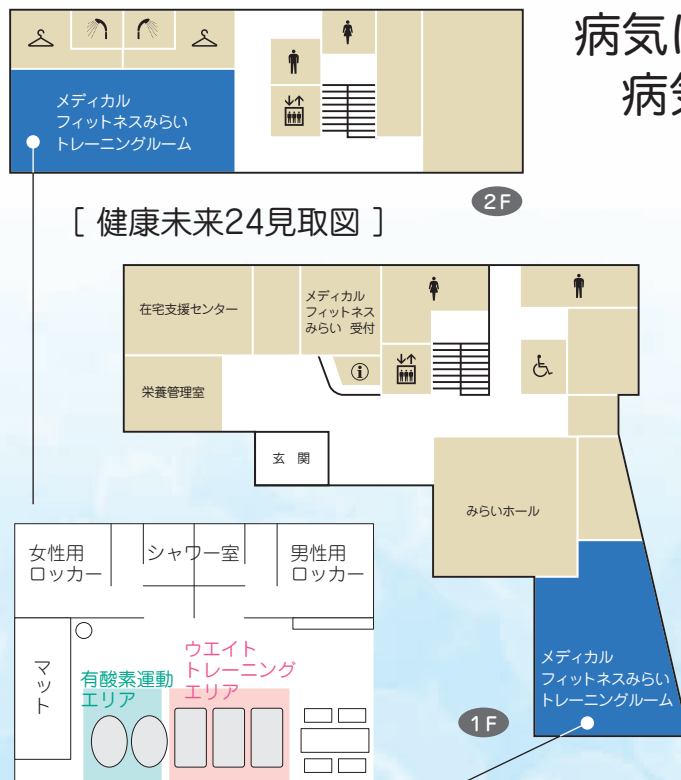 病気に
病気
メディカル
フィットネスみらい
トレーニングルーム
2F
[ 健康未来24見取図 ]
在宅支援センター
メディカル
フィットネス
みらい 受付
i
栄養管理室
玄 関
みらいホール
メディカル
フィットネスみらい
トレーニングルーム
1F
女性用
ロッカー
シャワー室
男性用
ロッカー
マット
有酸素運動
エリア
ウエイト
トレーニング
エリア